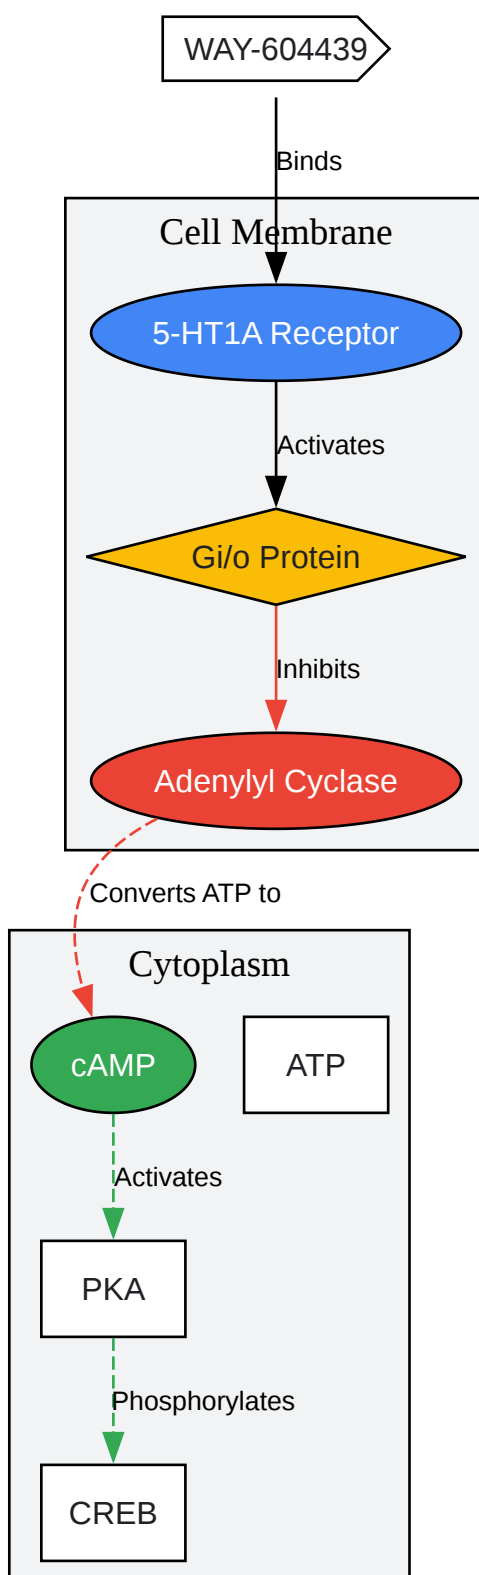 WAY-604439
Binds
Cell Membrane
5-HT1A Receptor
Activates
Gi/o Protein
Inhibits
Adenylyl Cyclase
Converts ATP to
Cytoplasm
cAMP
ATP
Activates
PKA
Phosphorylates
CREB